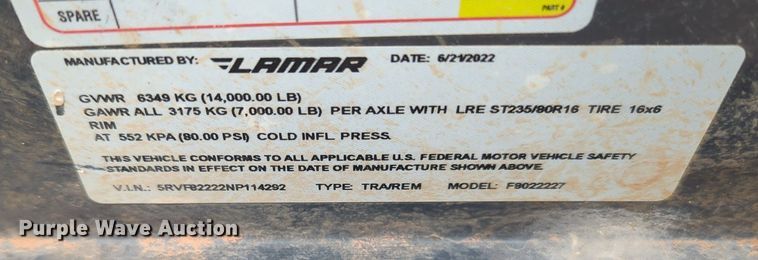 SPARE
PART #
MANUFACTURED BY: LAMAR DATE: 6/21/2022
GVWR 6349 KG (14,000.00 LB)
GAWR ALL 3175 KG (7,000.00 LB) PER AXLE WITH LRE ST235/80R16 TIRE 16x6
RIM
AT 552 KPA (80.00 PSI) COLD INFL PRESS.
THIS VEHICLE CONFORMS TO ALL APPLICABLE U.S. FEDERAL MOTOR VEHICLE SAFETY
STANDARDS IN EFFECT ON THE DATE OF MANUFACTURE SHOWN ABOVE.
V.I.N.: 5RVF82222NP114292 TYPE: TRA/REM MODEL: F8022227
Purple Wave Auction